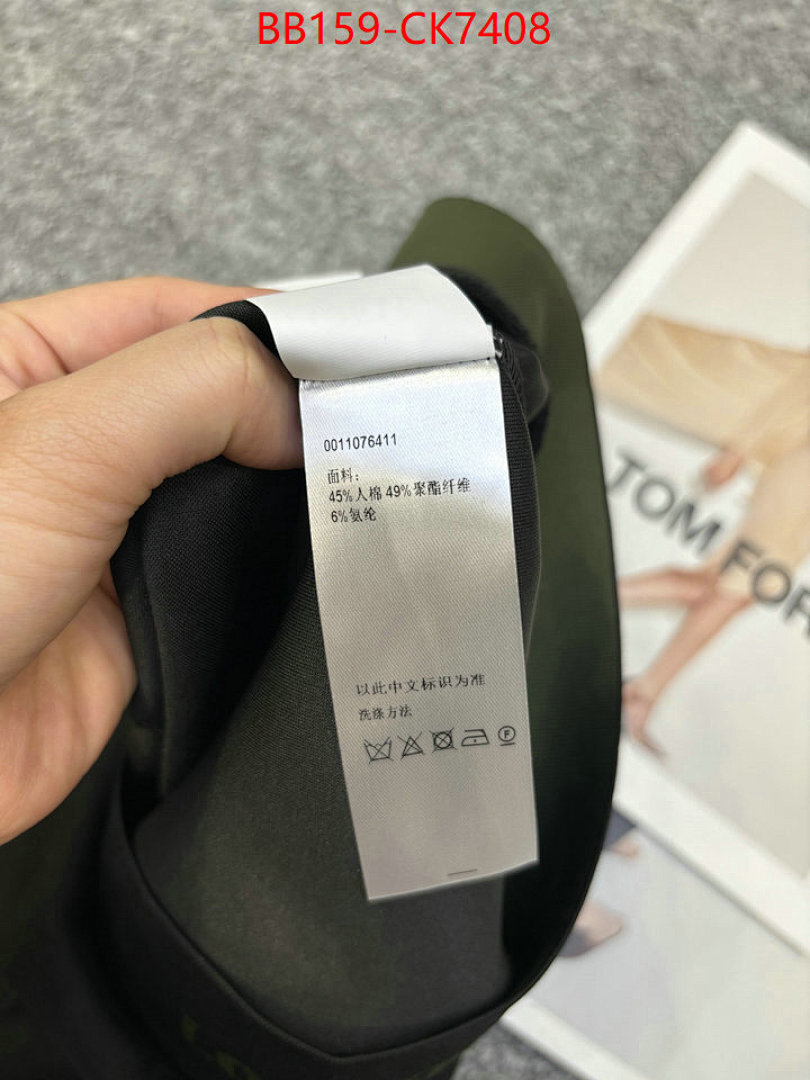 BB159-CK7408
0011076411
面料：
45%人棉 49%聚酯纤维
6%氨纶
以此中文标识为准
洗涤方法
F
TOM FOR